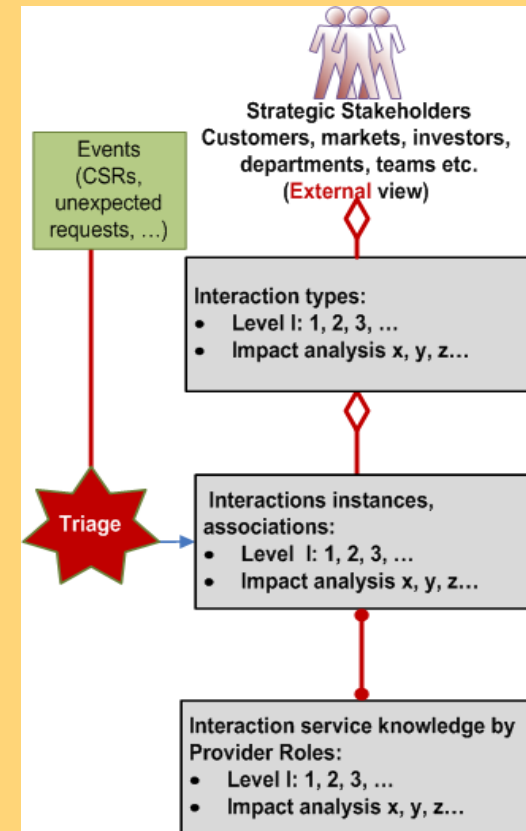 Strategic Stakeholders
Customers, markets, investors,
departments, teams etc.
(External view)
Events
(CSRs,
unexpected
requests, …)
Interaction types:
• Level I: 1, 2, 3, …
• Impact analysis x, y, z…
Triage
Interactions instances,
associations:
• Level I: 1, 2, 3, …
• Impact analysis x, y, z…
Interaction service knowledge by
Provider Roles:
• Level I: 1, 2, 3, …
• Impact analysis x, y, z…